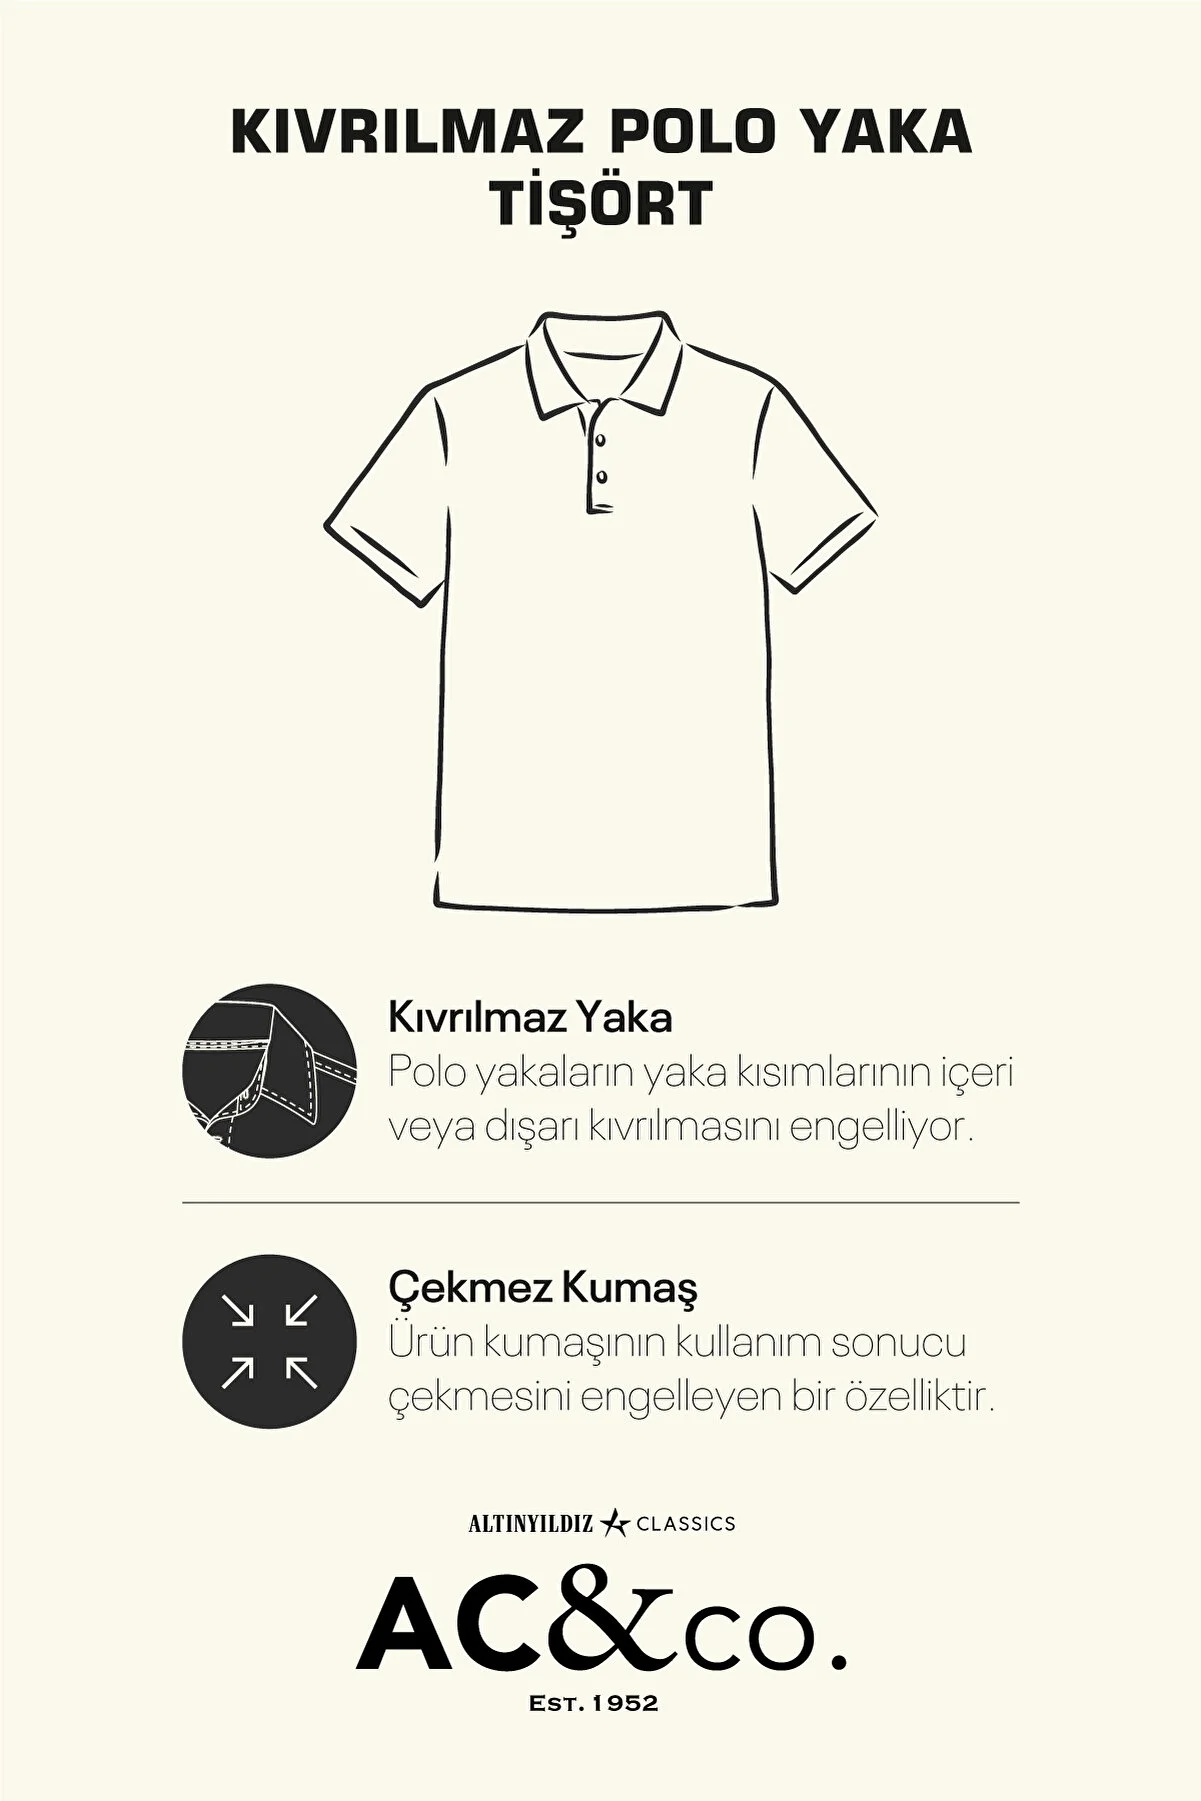 KIVRILMAZ POLO YAKA
TİŞÖRT
Kıvrılmaz Yaka
Polo yakaların yaka kısımlarının içeri
veya dışarı kıvrılmasını engelliyor.
Çekmez Kumaş
Ürün kumaşının kullanım sonucu
çekmesini engelleyen bir özelliktir.
ALTINYILDIZ CLASSICS
AC&co.
EST. 1952